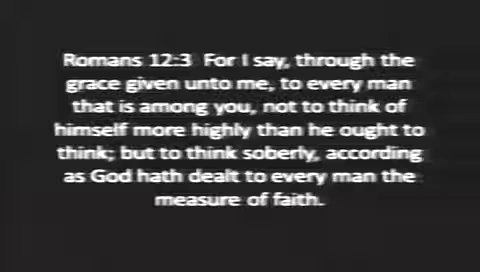 Romans 12:3  For I say, through the
grace given unto me, to every man
that is among you, not to think of
himself more highly than he ought to
think; but to think soberly, according
as God hath dealt to every man the
measure of faith.